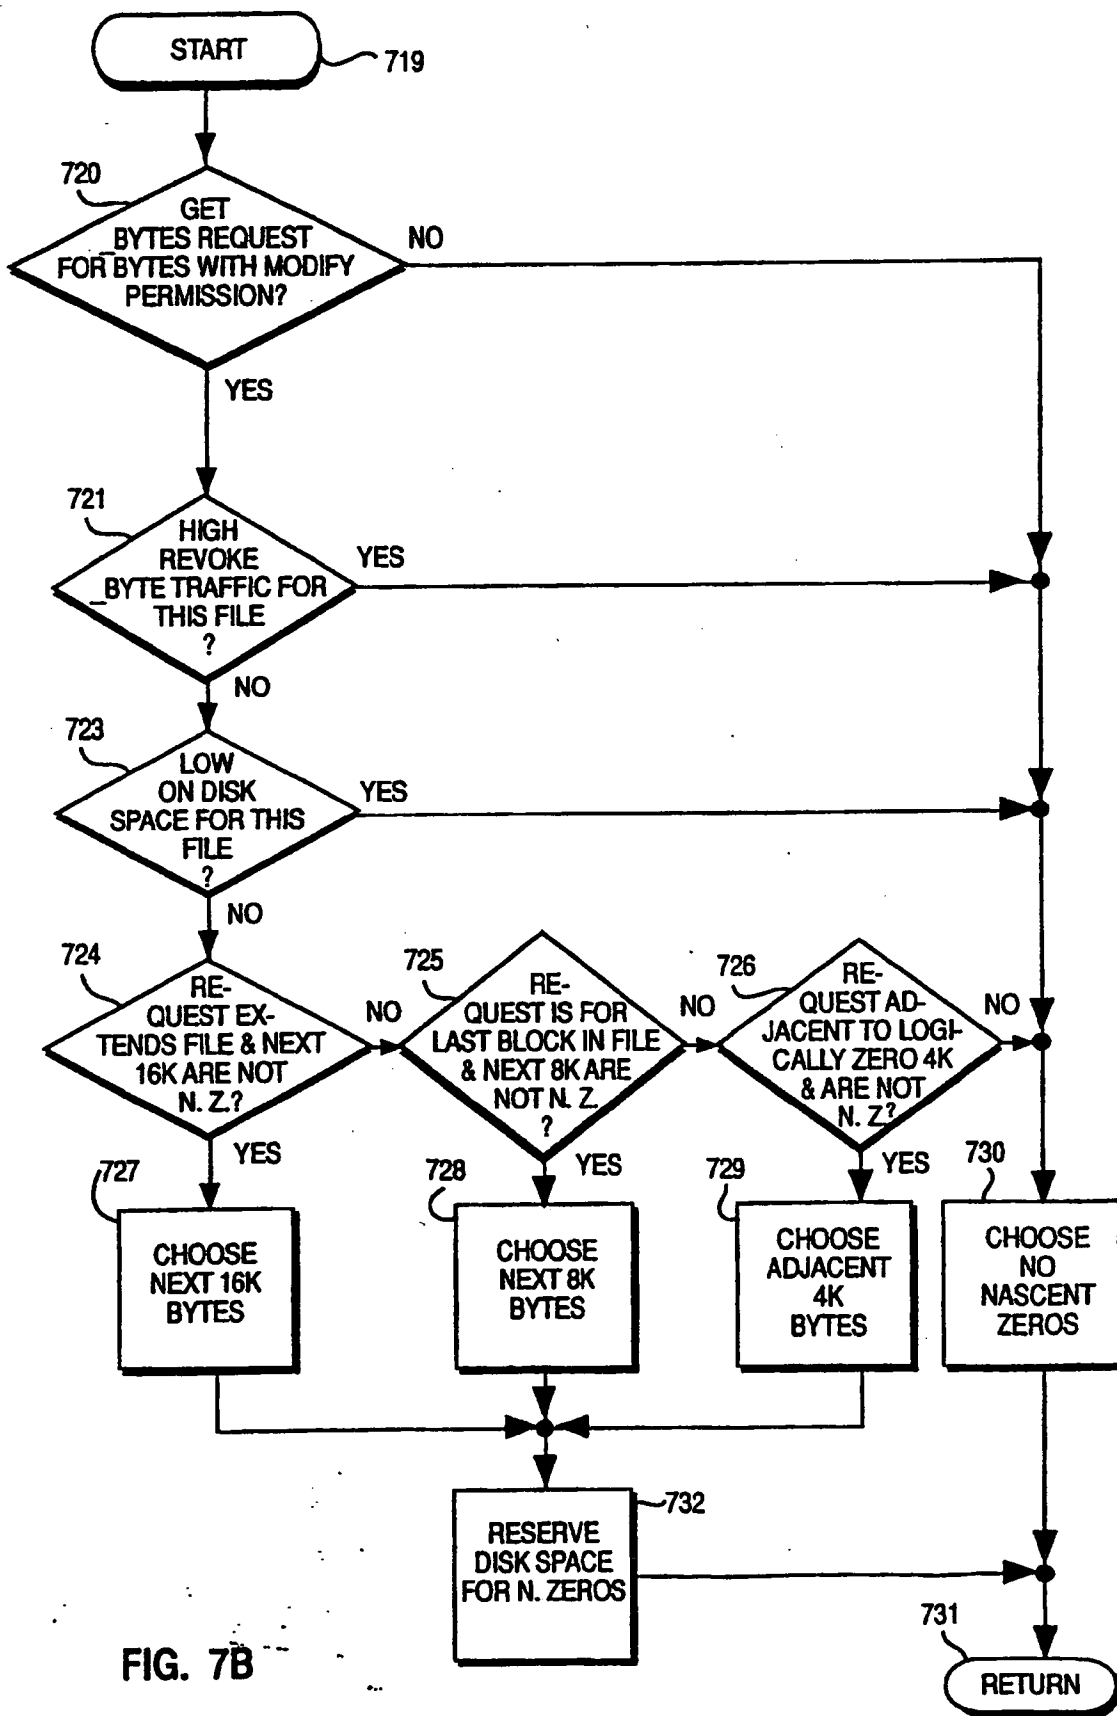 START
719
720
GET
_BYTES REQUEST
FOR BYTES WITH MODIFY
PERMISSION?
NO
YES
721
HIGH
REVOKE
_BYTE TRAFFIC FOR
THIS FILE
?
YES
NO
723
LOW
ON DISK
SPACE FOR THIS
FILE
?
YES
NO
724
RE-
QUEST EX-
TENDS FILE & NEXT
16K ARE NOT
N. Z.?
NO
YES
725
RE-
QUEST IS FOR
LAST BLOCK IN FILE
& NEXT 8K ARE
NOT N. Z.
?
NO
YES
726
RE-
QUEST AD-
JACENT TO LOGI-
CALLY ZERO 4K
& ARE NOT
N. Z.?
NO
YES
727
CHOOSE
NEXT 16K
BYTES
728
CHOOSE
NEXT 8K
BYTES
729
CHOOSE
ADJACENT
4K
BYTES
730
CHOOSE
NO
NASCENT
ZEROS
732
RESERVE
DISK SPACE
FOR N. ZEROS
731
RETURN
FIG. 7B